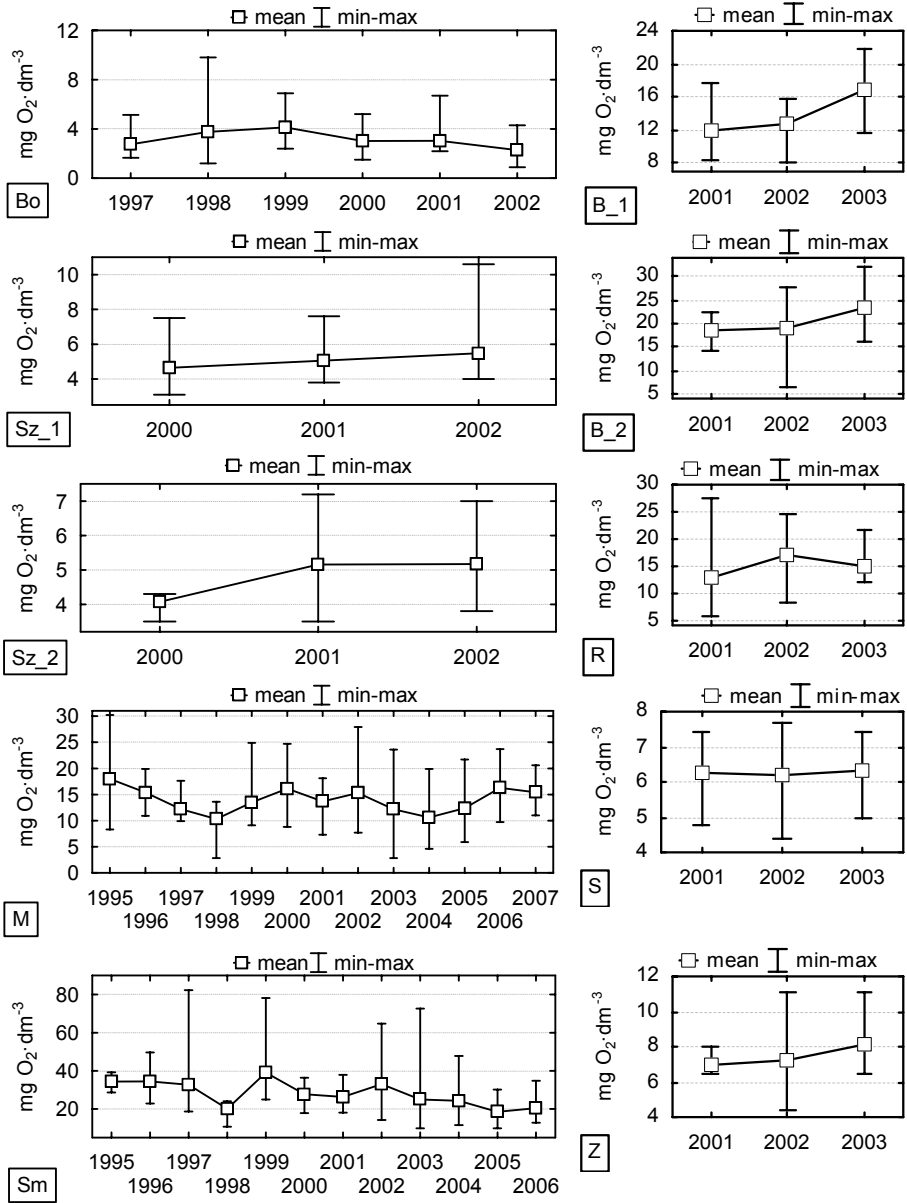 mean min-max
mg O₂·dm⁻³
12
8
4
0
1997 1998 1999 2000 2001 2002
Bo
mean min-max
mg O₂·dm⁻³
24
20
16
12
8
2001 2002 2003
B_1
mean min-max
mg O₂·dm⁻³
10
8
6
4
2000 2001 2002
Sz_1
mean min-max
mg O₂·dm⁻³
30
25
20
15
10
5
2001 2002 2003
B_2
mean min-max
mg O₂·dm⁻³
7
6
5
4
2000 2001 2002
Sz_2
mean min-max
mg O₂·dm⁻³
30
25
20
15
10
5
2001 2002 2003
R
mean min-max
mg O₂·dm⁻³
30
25
20
15
10
5
0
1995 1997 1999 2001 2003 2005 2007
1996 1998 2000 2002 2004 2006
M
mean min-max
mg O₂·dm⁻³
8
7
6
5
4
2001 2002 2003
S
mean min-max
mg O₂·dm⁻³
80
60
40
20
1995 1997 1999 2001 2003 2005
1996 1998 2000 2002 2004 2006
Sm
mean min-max
mg O₂·dm⁻³
12
10
8
6
4
2001 2002 2003
Z